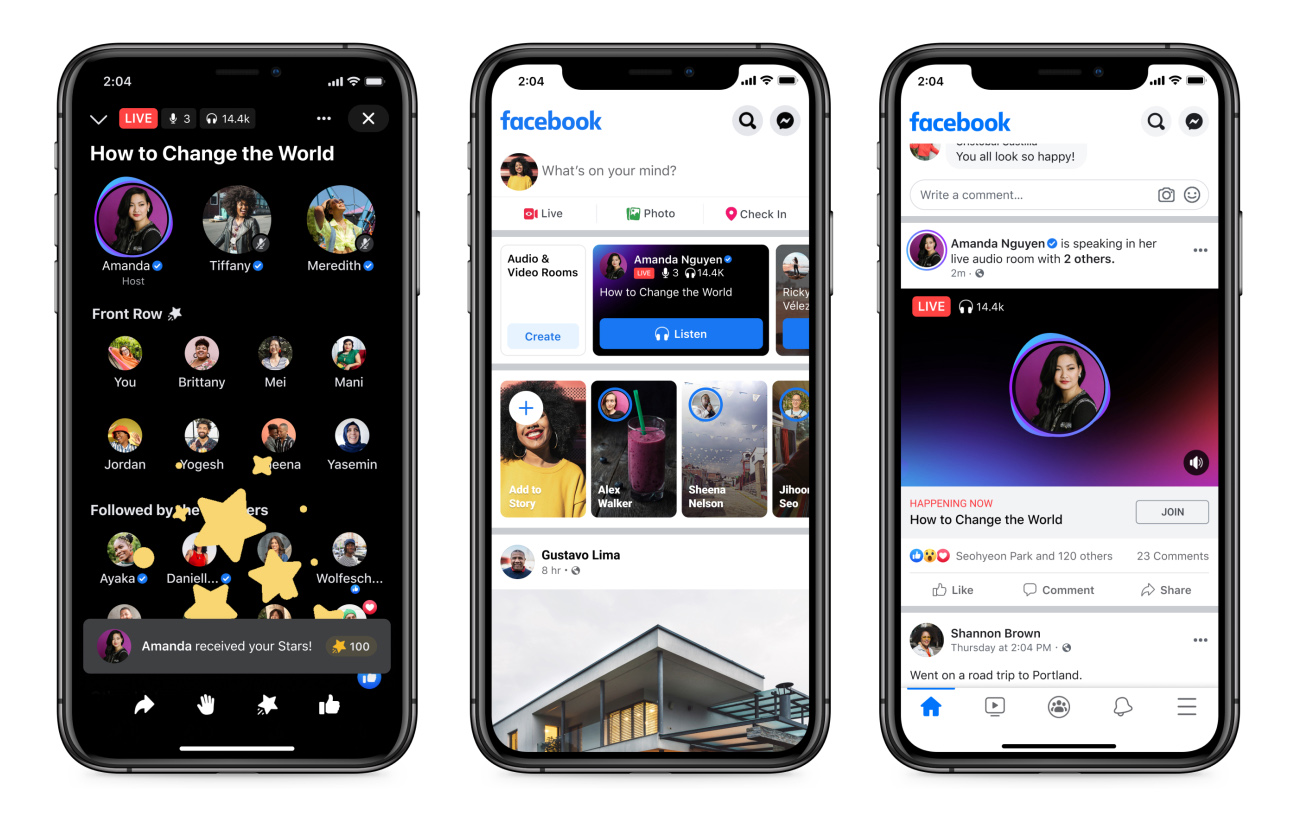 2:04
LIVE 3 14.4k
How to Change the World
Amanda Tiffany Meredith
Host
Front Row
You Brittany Mei Mani
Jordan Yogesh eena Yasemin
Followed by the ers
Ayaka Daniell... Wolfesch...
Amanda received your Stars! 100
2:04
facebook
What's on your mind?
Live Photo Check In
Audio &
Video Rooms
Create
Amanda Nguyen
LIVE 3 14.4K
How to Change the World
Listen
Ricky
Vélez
Add to
Story
Alex
Walker
Sheena
Nelson
Jihoon
Seo
Gustavo Lima
8 hr ·
2:04
facebook
Cristobal Castilla
You all look so happy!
Write a comment...
Amanda Nguyen is speaking in her
live audio room with 2 others.
2m ·
LIVE 14.4k
HAPPENING NOW
How to Change the World
JOIN
Seohyeon Park and 120 others 23 Comments
Like Comment Share
Shannon Brown
Thursday at 2:04 PM ·
Went on a road trip to Portland.